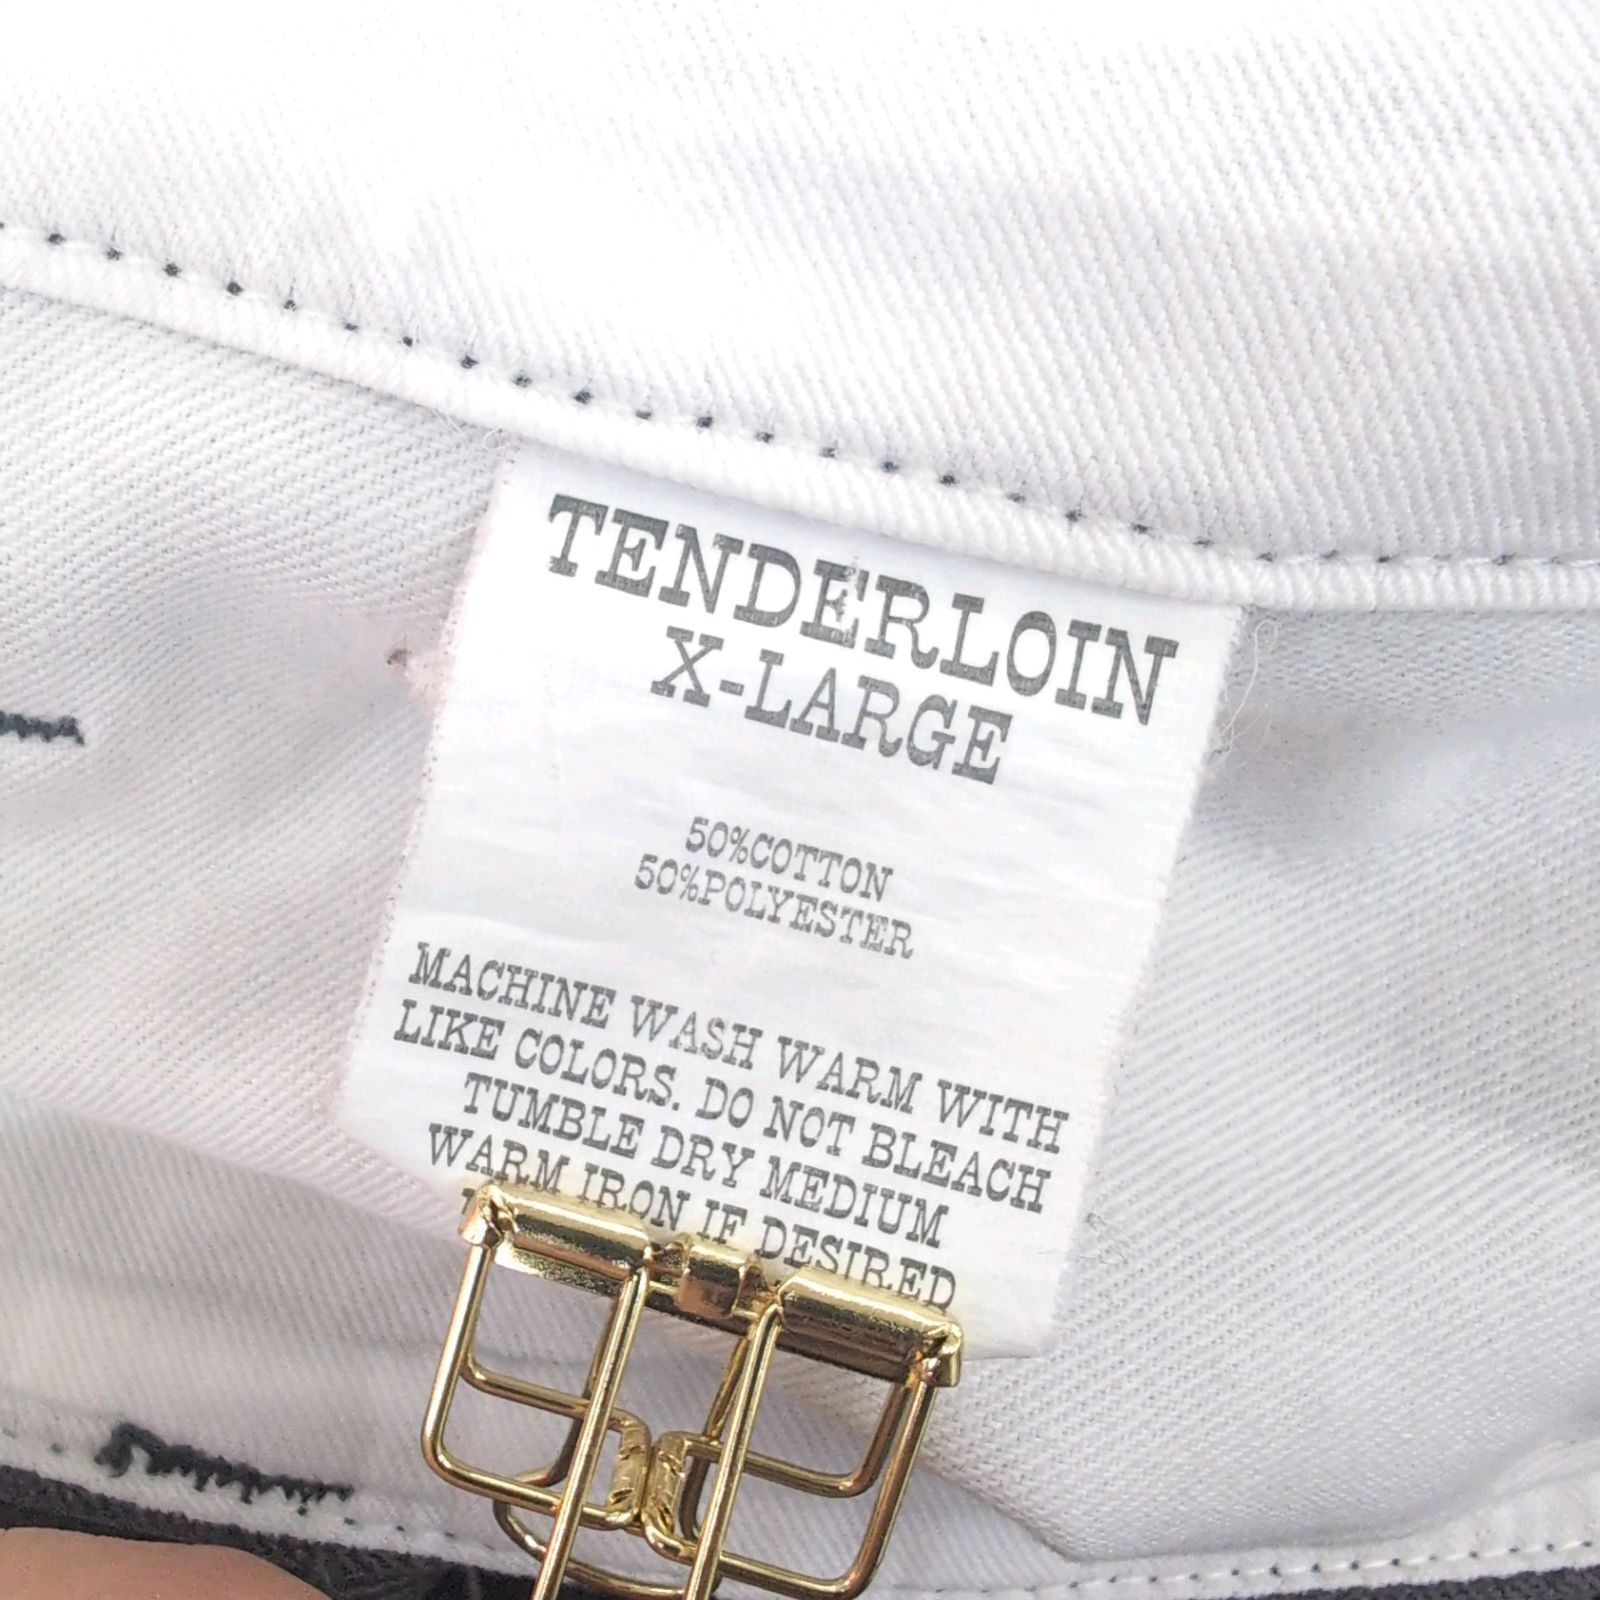 TENDERLOIN
X-LARGE
50%COTTON
50%POLYESTER
MACHINE WASH WARM WITH
LIKE COLORS. DO NOT BLEACH
TUMBLE DRY MEDIUM
WARM IRON IF DESIRED